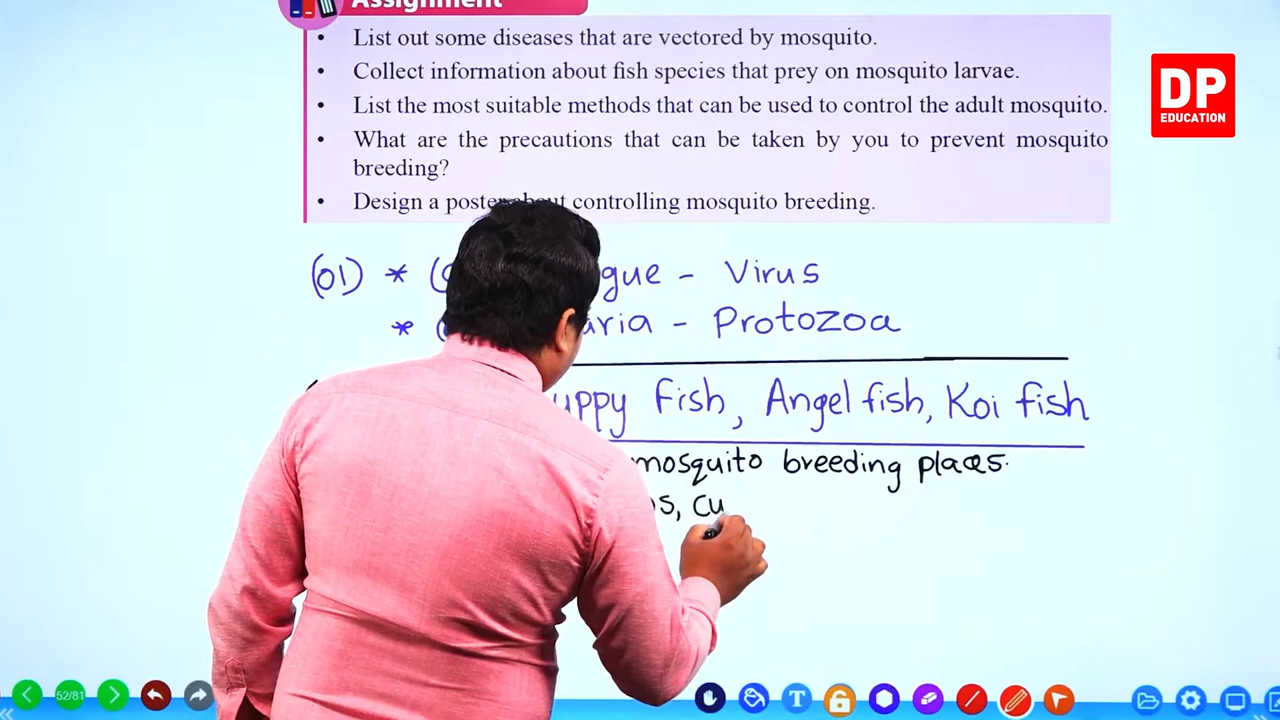 Assignment
DP
EDUCATION
• List out some diseases that are vectored by mosquito.
• Collect information about fish species that prey on mosquito larvae.
• List the most suitable methods that can be used to control the adult mosquito.
• What are the precautions that can be taken by you to prevent mosquito
breeding?
• Design a poster about controlling mosquito breeding.
(01) * gue - Virus
* aria - Protozoa
uppy Fish, Angel fish, Koi fish
mosquito breeding places.
s, cu
52/81
T